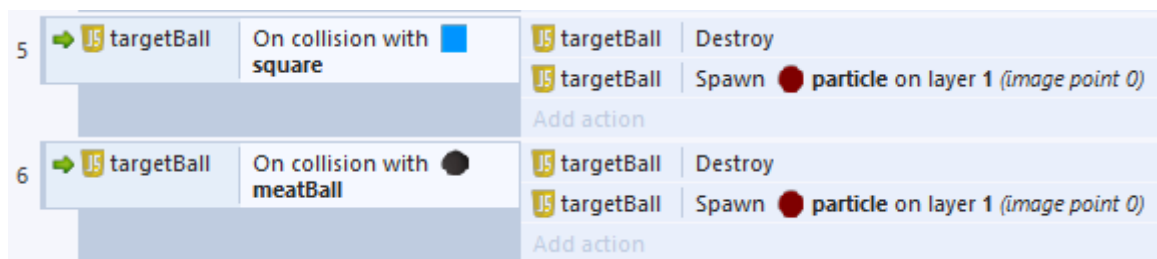 5 targetBall On collision with square targetBall Destroy
targetBall Spawn particle on layer 1 (image point 0)
Add action
6 targetBall On collision with meatBall targetBall Destroy
targetBall Spawn particle on layer 1 (image point 0)
Add action